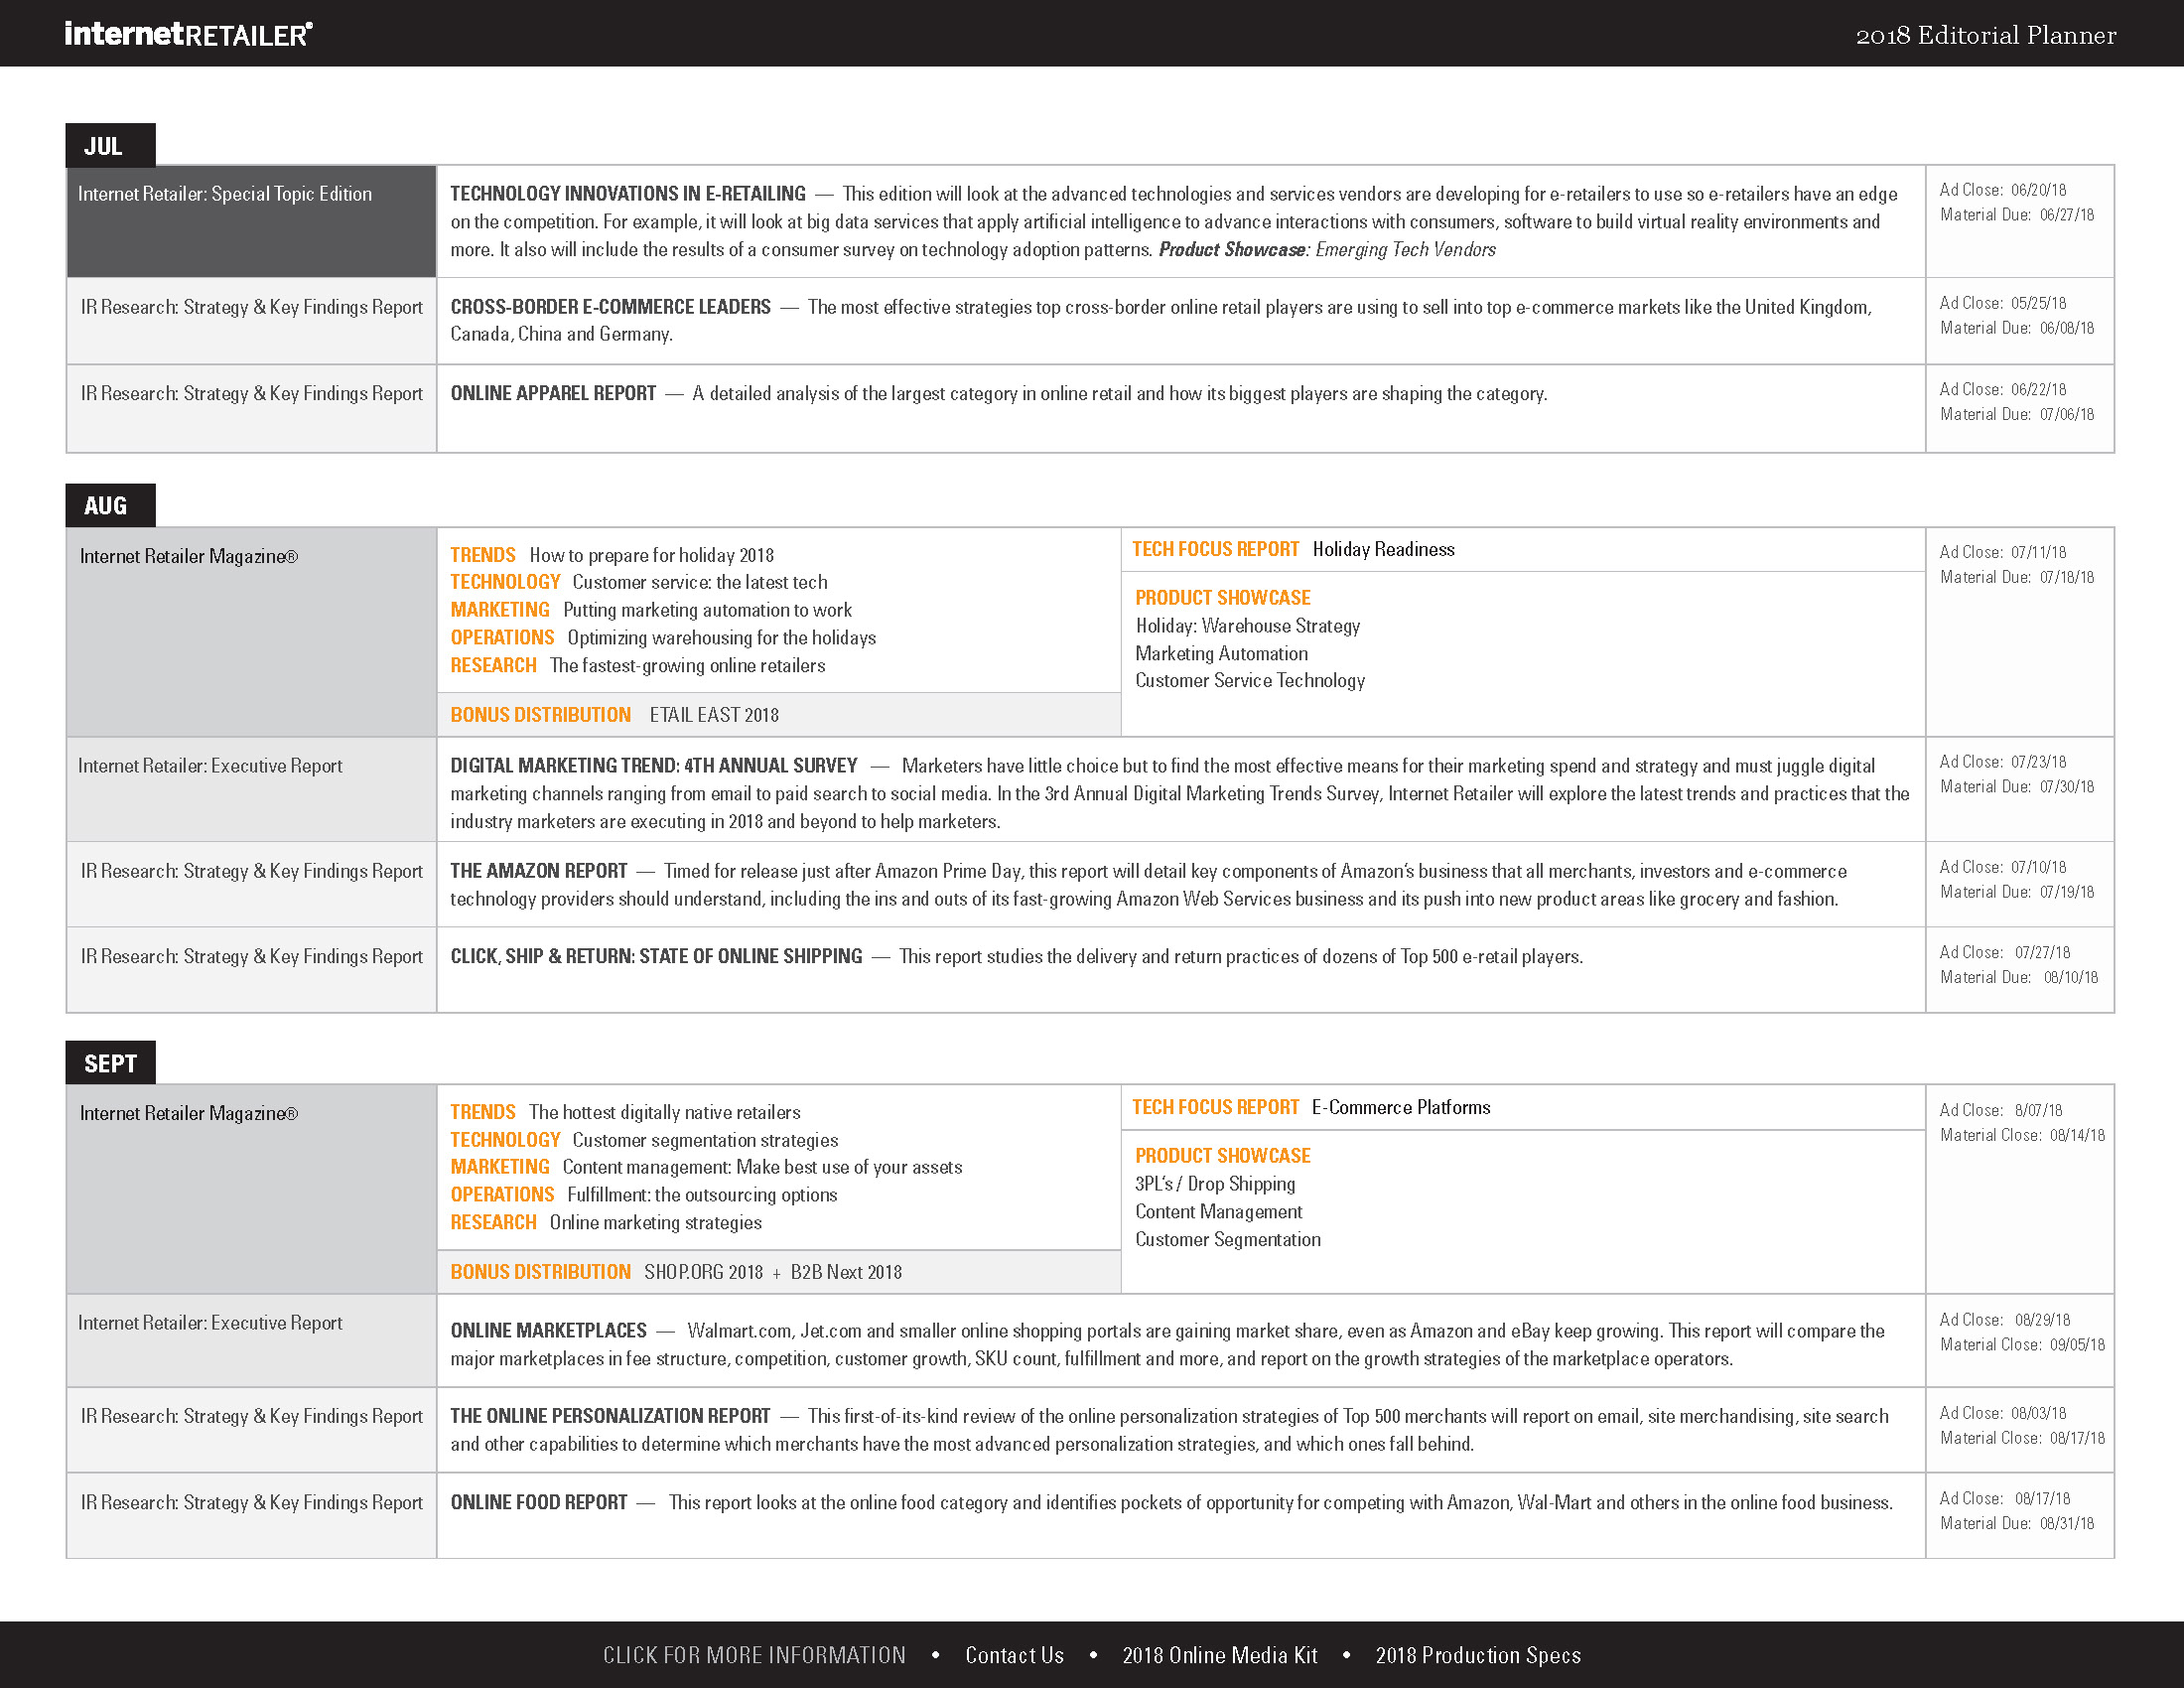 internetRETAILER®
2018 Editorial Planner
JUL
Internet Retailer: Special Topic Edition
TECHNOLOGY INNOVATIONS IN E-RETAILING — This edition will look at the advanced technologies and services vendors are developing for e-retailers to use so e-retailers have an edge
on the competition. For example, it will look at big data services that apply artificial intelligence to advance interactions with consumers, software to build virtual reality environments and
more. It also will include the results of a consumer survey on technology adoption patterns. Product Showcase: Emerging Tech Vendors
Ad Close: 06/20/18
Material Due: 06/27/18
IR Research: Strategy & Key Findings Report
CROSS-BORDER E-COMMERCE LEADERS — The most effective strategies top cross-border online retail players are using to sell into top e-commerce markets like the United Kingdom,
Canada, China and Germany.
Ad Close: 05/25/18
Material Due: 06/08/18
IR Research: Strategy & Key Findings Report
ONLINE APPAREL REPORT — A detailed analysis of the largest category in online retail and how its biggest players are shaping the category.
Ad Close: 06/22/18
Material Due: 07/06/18
AUG
Internet Retailer Magazine®
TRENDS How to prepare for holiday 2018
TECHNOLOGY Customer service: the latest tech
MARKETING Putting marketing automation to work
OPERATIONS Optimizing warehousing for the holidays
RESEARCH The fastest-growing online retailers
BONUS DISTRIBUTION ETAIL EAST 2018
TECH FOCUS REPORT Holiday Readiness
PRODUCT SHOWCASE
Holiday: Warehouse Strategy
Marketing Automation
Customer Service Technology
Ad Close: 07/11/18
Material Due: 07/18/18
Internet Retailer: Executive Report
DIGITAL MARKETING TREND: 4TH ANNUAL SURVEY — Marketers have little choice but to find the most effective means for their marketing spend and strategy and must juggle digital
marketing channels ranging from email to paid search to social media. In the 3rd Annual Digital Marketing Trends Survey, Internet Retailer will explore the latest trends and practices that the
industry marketers are executing in 2018 and beyond to help marketers.
Ad Close: 07/23/18
Material Due: 07/30/18
IR Research: Strategy & Key Findings Report
THE AMAZON REPORT — Timed for release just after Amazon Prime Day, this report will detail key components of Amazon's business that all merchants, investors and e-commerce
technology providers should understand, including the ins and outs of its fast-growing Amazon Web Services business and its push into new product areas like grocery and fashion.
Ad Close: 07/10/18
Material Due: 07/19/18
IR Research: Strategy & Key Findings Report
CLICK, SHIP & RETURN: STATE OF ONLINE SHIPPING — This report studies the delivery and return practices of dozens of Top 500 e-retail players.
Ad Close: 07/27/18
Material Due: 08/10/18
SEPT
Internet Retailer Magazine®
TRENDS The hottest digitally native retailers
TECHNOLOGY Customer segmentation strategies
MARKETING Content management: Make best use of your assets
OPERATIONS Fulfillment: the outsourcing options
RESEARCH Online marketing strategies
BONUS DISTRIBUTION SHOP.ORG 2018 + B2B Next 2018
TECH FOCUS REPORT E-Commerce Platforms
PRODUCT SHOWCASE
3PL's / Drop Shipping
Content Management
Customer Segmentation
Ad Close: 8/07/18
Material Close: 08/14/18
Internet Retailer: Executive Report
ONLINE MARKETPLACES — Walmart.com, Jet.com and smaller online shopping portals are gaining market share, even as Amazon and eBay keep growing. This report will compare the
major marketplaces in fee structure, competition, customer growth, SKU count, fulfillment and more, and report on the growth strategies of the marketplace operators.
Ad Close: 08/29/18
Material Close: 09/05/18
IR Research: Strategy & Key Findings Report
THE ONLINE PERSONALIZATION REPORT — This first-of-its-kind review of the online personalization strategies of Top 500 merchants will report on email, site merchandising, site search
and other capabilities to determine which merchants have the most advanced personalization strategies, and which ones fall behind.
Ad Close: 08/03/18
Material Close: 08/17/18
IR Research: Strategy & Key Findings Report
ONLINE FOOD REPORT — This report looks at the online food category and identifies pockets of opportunity for competing with Amazon, Wal-Mart and others in the online food business.
Ad Close: 08/17/18
Material Due: 08/31/18
CLICK FOR MORE INFORMATION • Contact Us • 2018 Online Media Kit • 2018 Production Specs